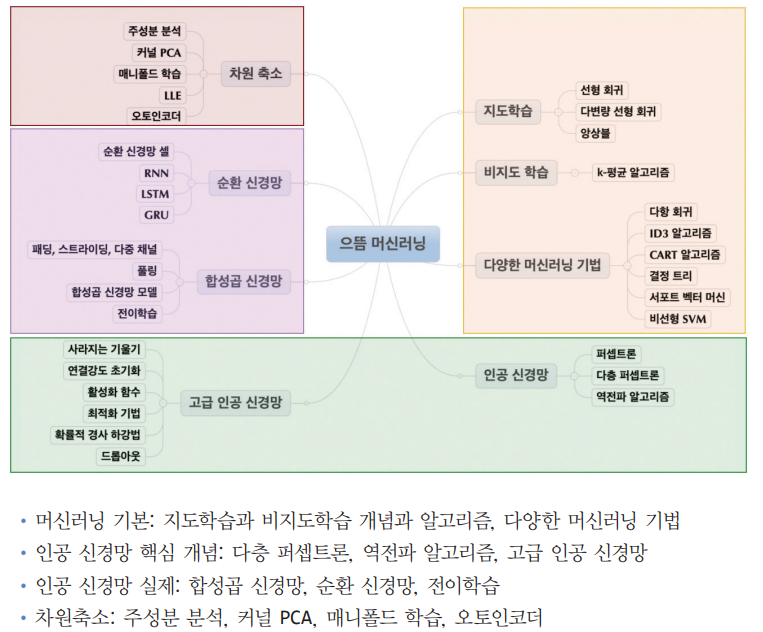 주성분 분석
커널 PCA
매니폴드 학습
LLE
오토인코더
차원 축소
순환 신경망 셀
RNN
LSTM
GRU
순환 신경망
패딩, 스트라이딩, 다중 채널
풀링
합성곱 신경망 모델
전이학습
합성곱 신경망
사라지는 기울기
연결강도 초기화
활성화 함수
최적화 기법
확률적 경사 하강법
드롭아웃
고급 인공 신경망
으뜸 머신러닝
지도학습
선형 회귀
다변량 선형 회귀
앙상블
비지도 학습
k-평균 알고리즘
다양한 머신러닝 기법
다항 회귀
ID3 알고리즘
CART 알고리즘
결정 트리
서포트 벡터 머신
비선형 SVM
인공 신경망
퍼셉트론
다층 퍼셉트론
역전파 알고리즘
• 머신러닝 기본: 지도학습과 비지도학습 개념과 알고리즘, 다양한 머신러닝 기법
• 인공 신경망 핵심 개념: 다층 퍼셉트론, 역전파 알고리즘, 고급 인공 신경망
• 인공 신경망 실제: 합성곱 신경망, 순환 신경망, 전이학습
• 차원축소: 주성분 분석, 커널 PCA, 매니폴드 학습, 오토인코더